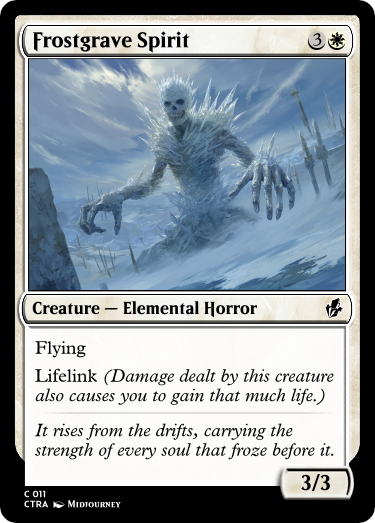 Frostgrave Spirit 3
Creature — Elemental Horror
Flying
Lifelink (Damage dealt by this creature
also causes you to gain that much life.)
It rises from the drifts, carrying the
strength of every soul that froze before it.
3/3
C 011
CTRA Midjourney